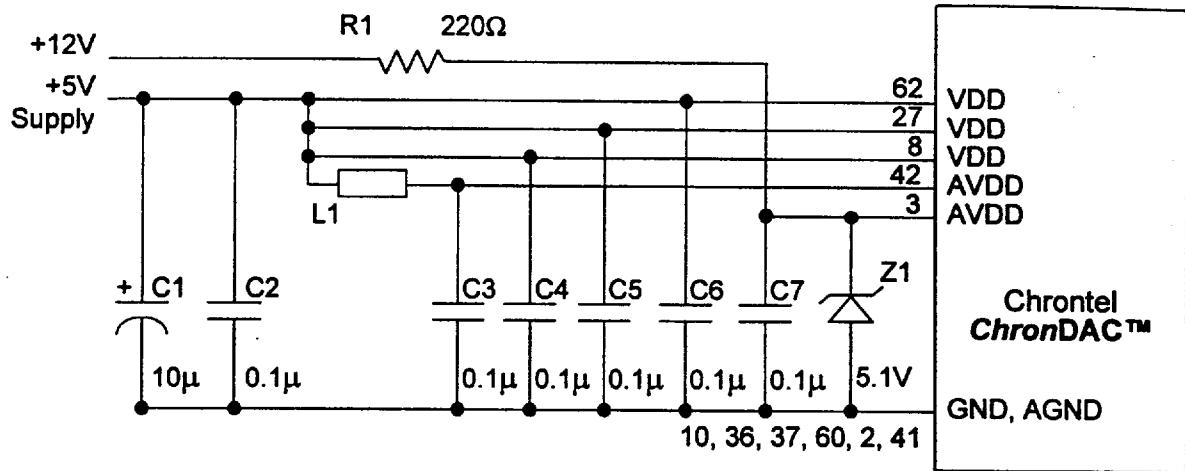 R1 220Ω
+12V
+5V
Supply
62 VDD
27 VDD
8 VDD
42 AVDD
3 AVDD
L1
+ C1 C2 C3 C4 C5 C6 C7 Z1
Chrontel
ChronDAC™
10μ 0.1μ 0.1μ 0.1μ 0.1μ 0.1μ 0.1μ 5.1V
GND, AGND
10, 36, 37, 60, 2, 41